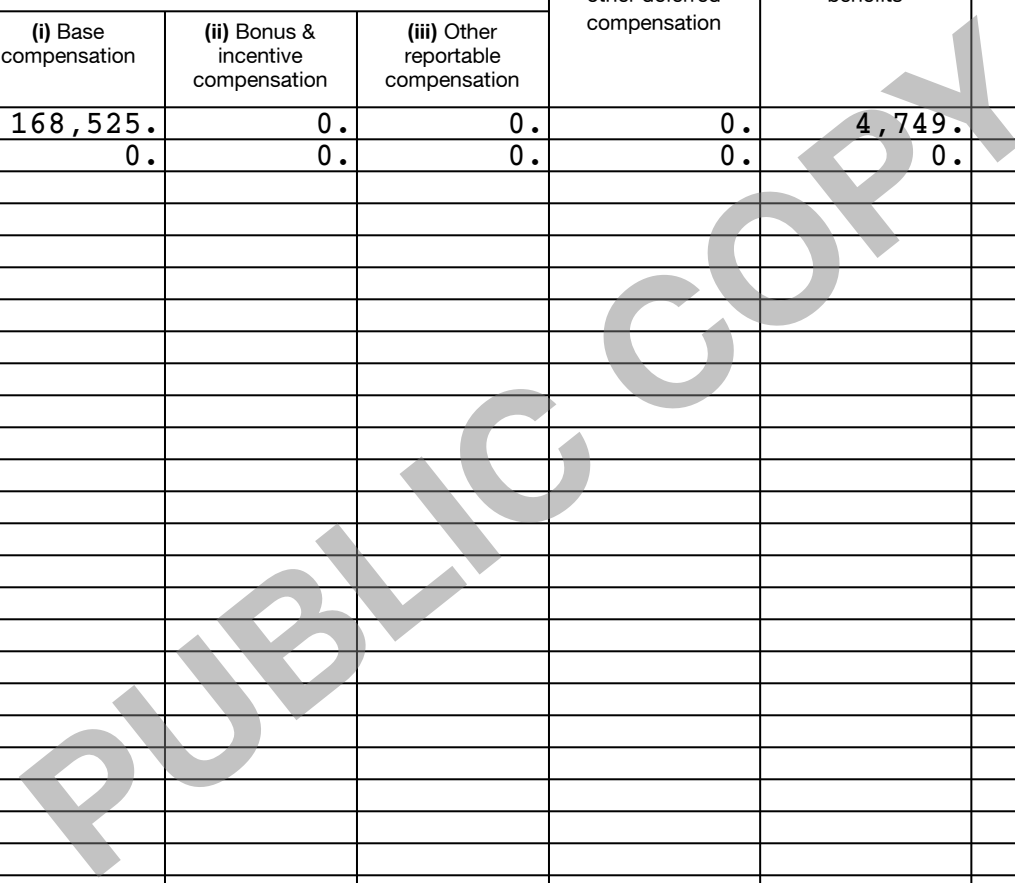 other deferred
compensation
benefits
(i) Base
compensation
(ii) Bonus &
incentive
compensation
(iii) Other
reportable
compensation
168,525. 0. 0. 0. 4,749.
0. 0. 0. 0. 0.
PUBLIC COPY